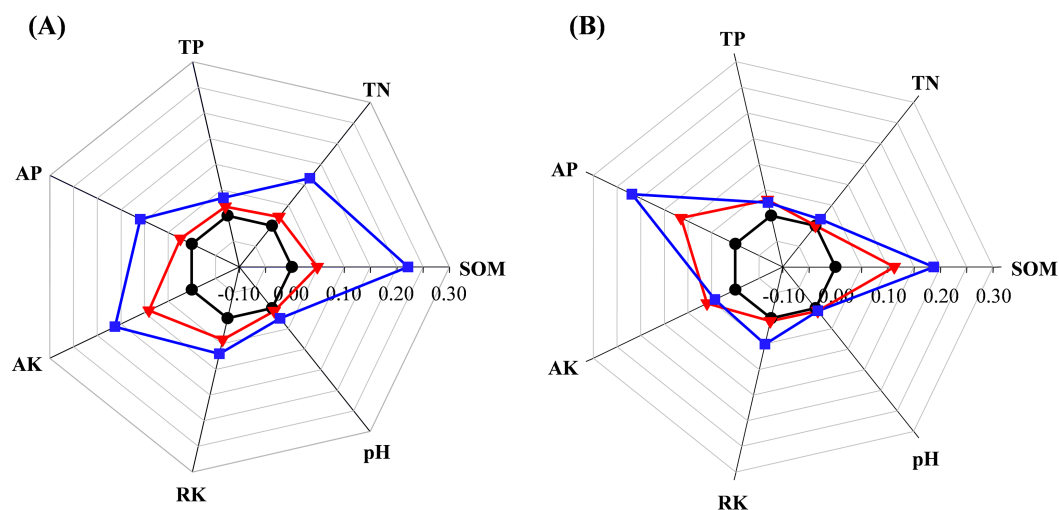 (A)
TP
TN
AP
SOM
-0.10 0.00 0.10 0.20 0.30
AK
pH
RK
(B)
TP
TN
AP
SOM
-0.10 0.00 0.10 0.20 0.30
AK
pH
RK